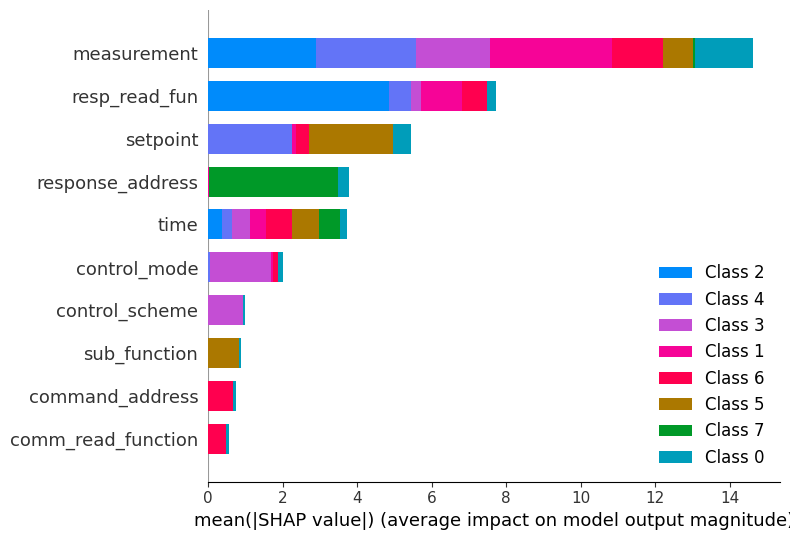 measurement
resp_read_fun
setpoint
response_address
time
control_mode
control_scheme
sub_function
command_address
comm_read_function
Class 2
Class 4
Class 3
Class 1
Class 6
Class 5
Class 7
Class 0
0 2 4 6 8 10 12 14
mean(|SHAP value|) (average impact on model output magnitude)